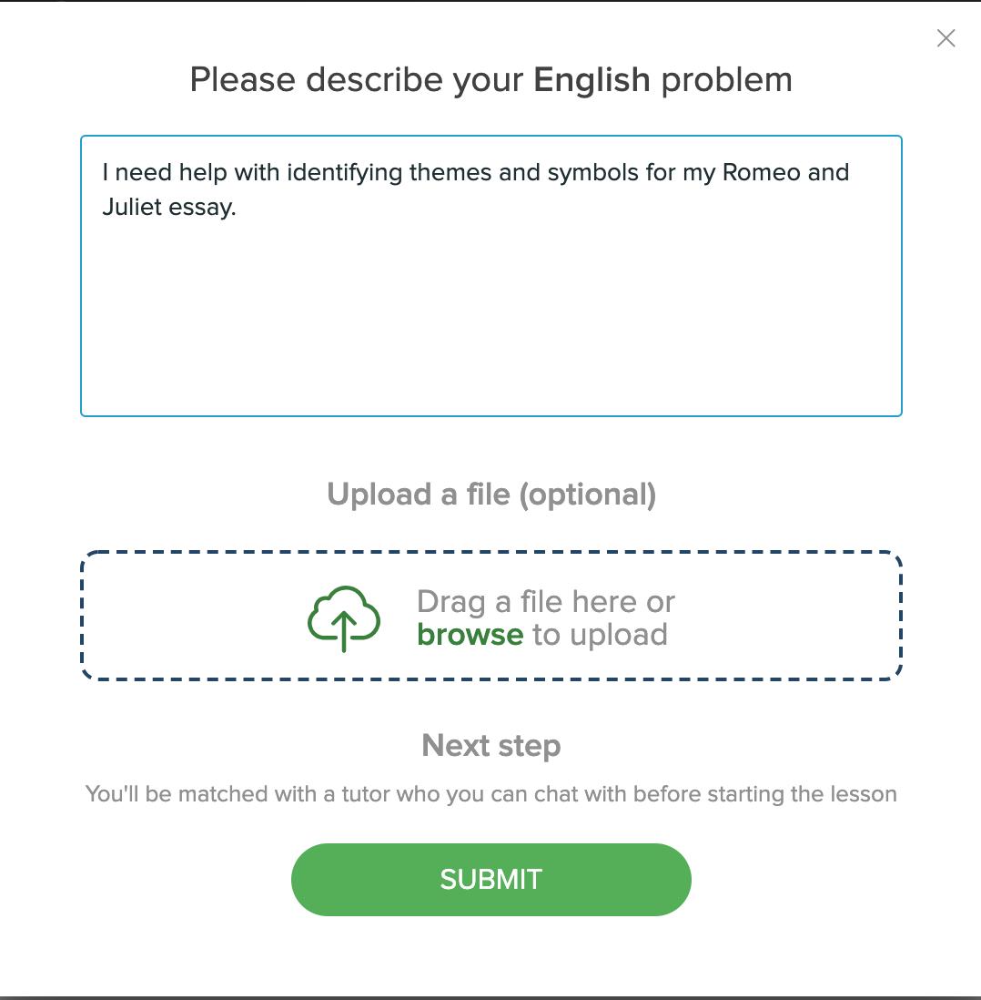 Please describe your English problem
I need help with identifying themes and symbols for my Romeo and
Juliet essay.
Upload a file (optional)
Drag a file here or
browse to upload
Next step
You'll be matched with a tutor who you can chat with before starting the lesson
SUBMIT